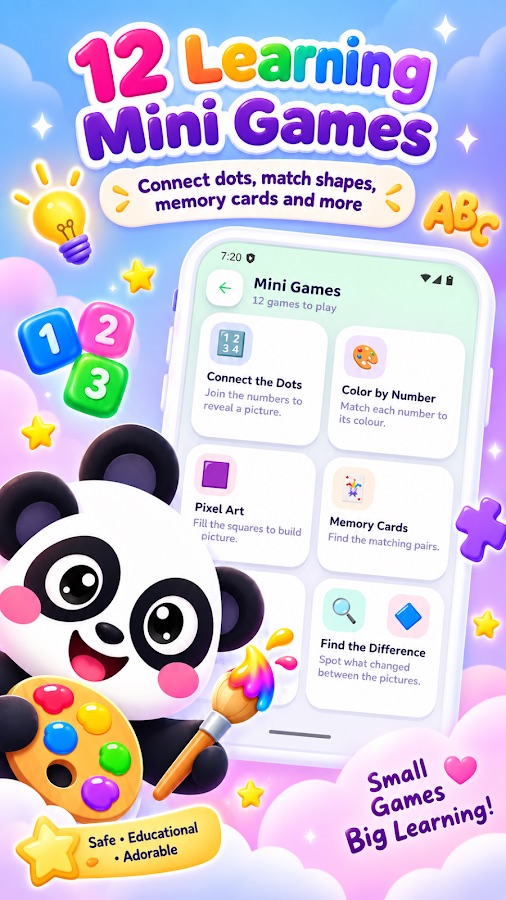 12 Learning
Mini Games
Connect dots, match shapes,
memory cards and more
ABC
7:20
Mini Games
12 games to play
1 2
3 4
Connect the Dots
Join the numbers to
reveal a picture.
Color by Number
Match each number to
its colour.
1
2
3
Pixel Art
Fill the squares to build
picture.
Memory Cards
Find the matching pairs.
Find the Difference
Spot what changed
between the pictures.
Small
Games
Big Learning!
Safe • Educational
• Adorable